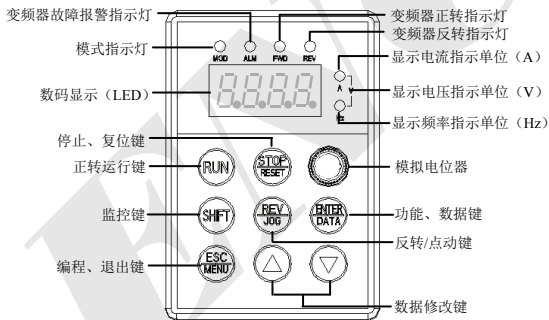 变频器故障报警指示灯
变频器正转指示灯
变频器反转指示灯
模式指示灯
MOD ALM FWD REV
显示电流指示单位（A）
A
V
显示电压指示单位（V）
数码显示（LED）
8.8.8.8.
Hz
显示频率指示单位（Hz）
停止、复位键
正转运行键
RUN
STOP
RESET
模拟电位器
监控键
SHIFT
REV
JOG
ENTER
DATA
功能、数据键
反转/点动键
编程、退出键
ESC
MENU
数据修改键